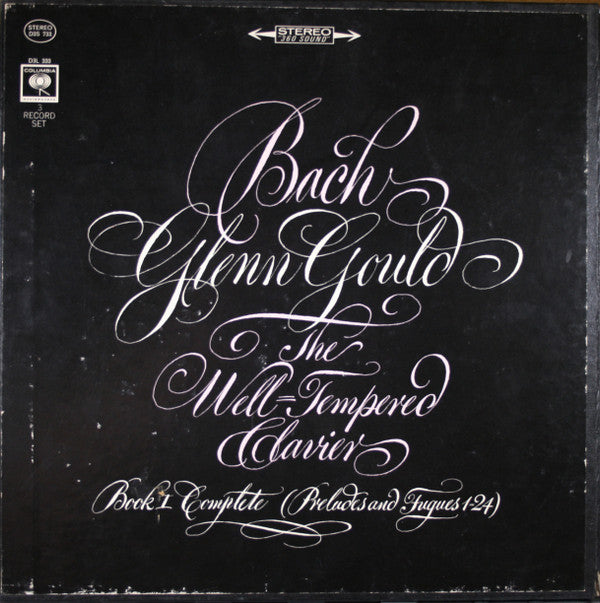 STEREO
D3S 733
STEREO
360 SOUND
D3L 333
COLUMBIA
3
RECORD
SET
Bach
Glenn Gould
The
Well=Tempered
Clavier
Book I Complete (Preludes and Fugues 1-24)